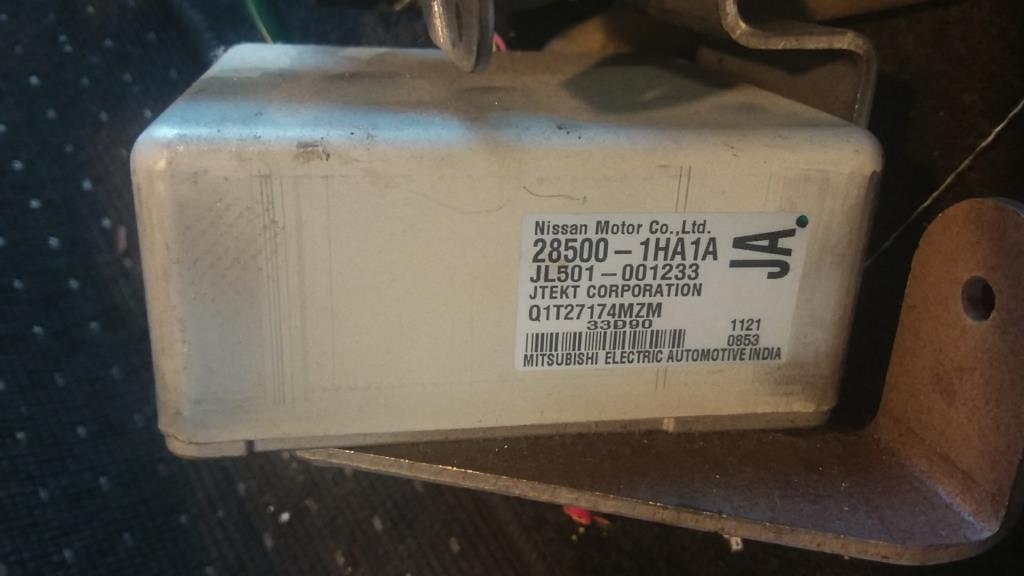 Nissan Motor Co.,Ltd.
28500-1HA1A
JA.
JL501-001233
JTEKT CORPORATION
Q1T27174MZM
33D90
1121
0853
MITSUBISHI ELECTRIC AUTOMOTIVE INDIA